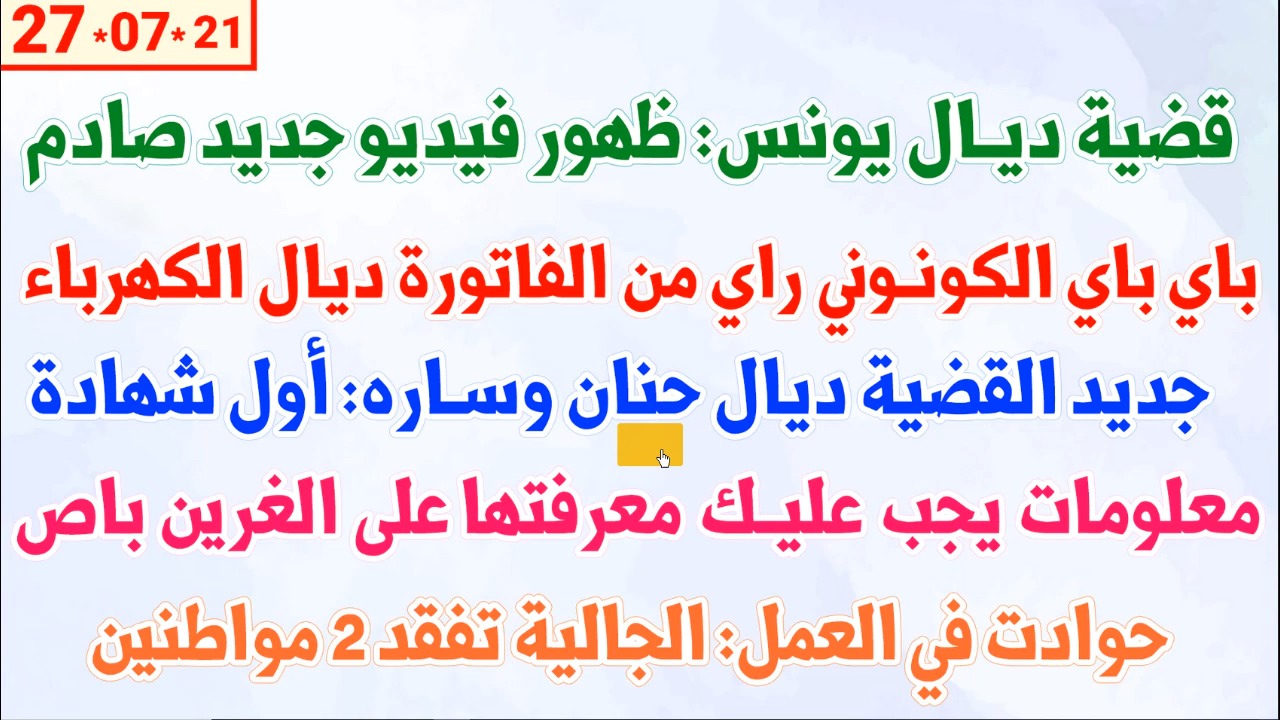 27*07*21
قضية ديـال يونس: ظهور فيديو جديد صادم
باي باي الكونـوني راي من الفاتورة ديال الكهرباء
جديد القضية ديال حنان وسـاره: أول شهادة
معلومات يجب عليـك معرفتها على الغرين باص
حوادت في العمل: الجالية تفقد 2 مواطنين